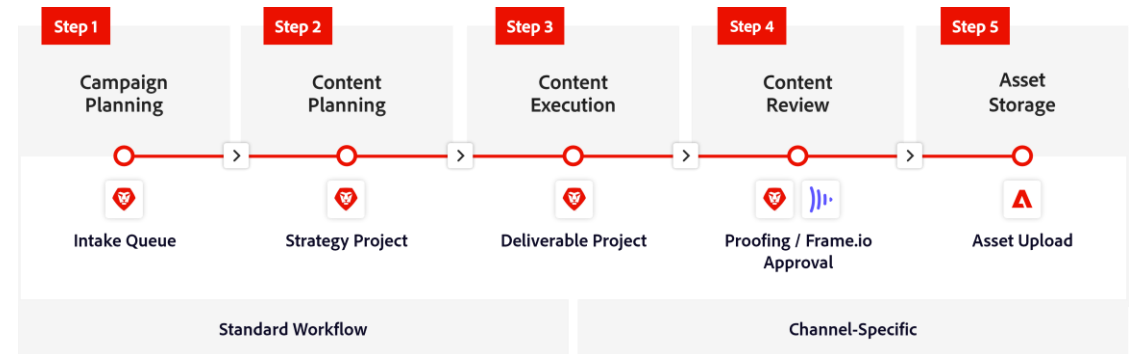 Step 1
Step 2
Step 3
Step 4
Step 5
Campaign
Planning
Content
Planning
Content
Execution
Content
Review
Asset
Storage
Intake Queue
Strategy Project
Deliverable Project
Proofing / Frame.io
Approval
Asset Upload
Standard Workflow
Channel-Specific